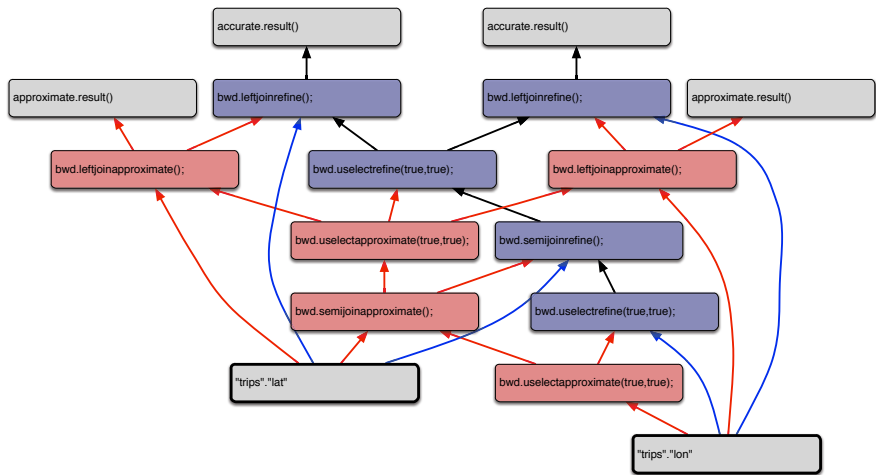 accurate.result()
accurate.result()
approximate.result()
bwd.leftjoinrefine();
bwd.leftjoinrefine();
approximate.result()
bwd.leftjoinapproximate();
bwd.uselectrefine(true,true);
bwd.leftjoinapproximate();
bwd.uselectapproximate(true,true);
bwd.semijoinrefine();
bwd.semijoinapproximate();
bwd.uselectrefine(true,true);
"trips"."lat"
bwd.uselectapproximate(true,true);
"trips"."lon"